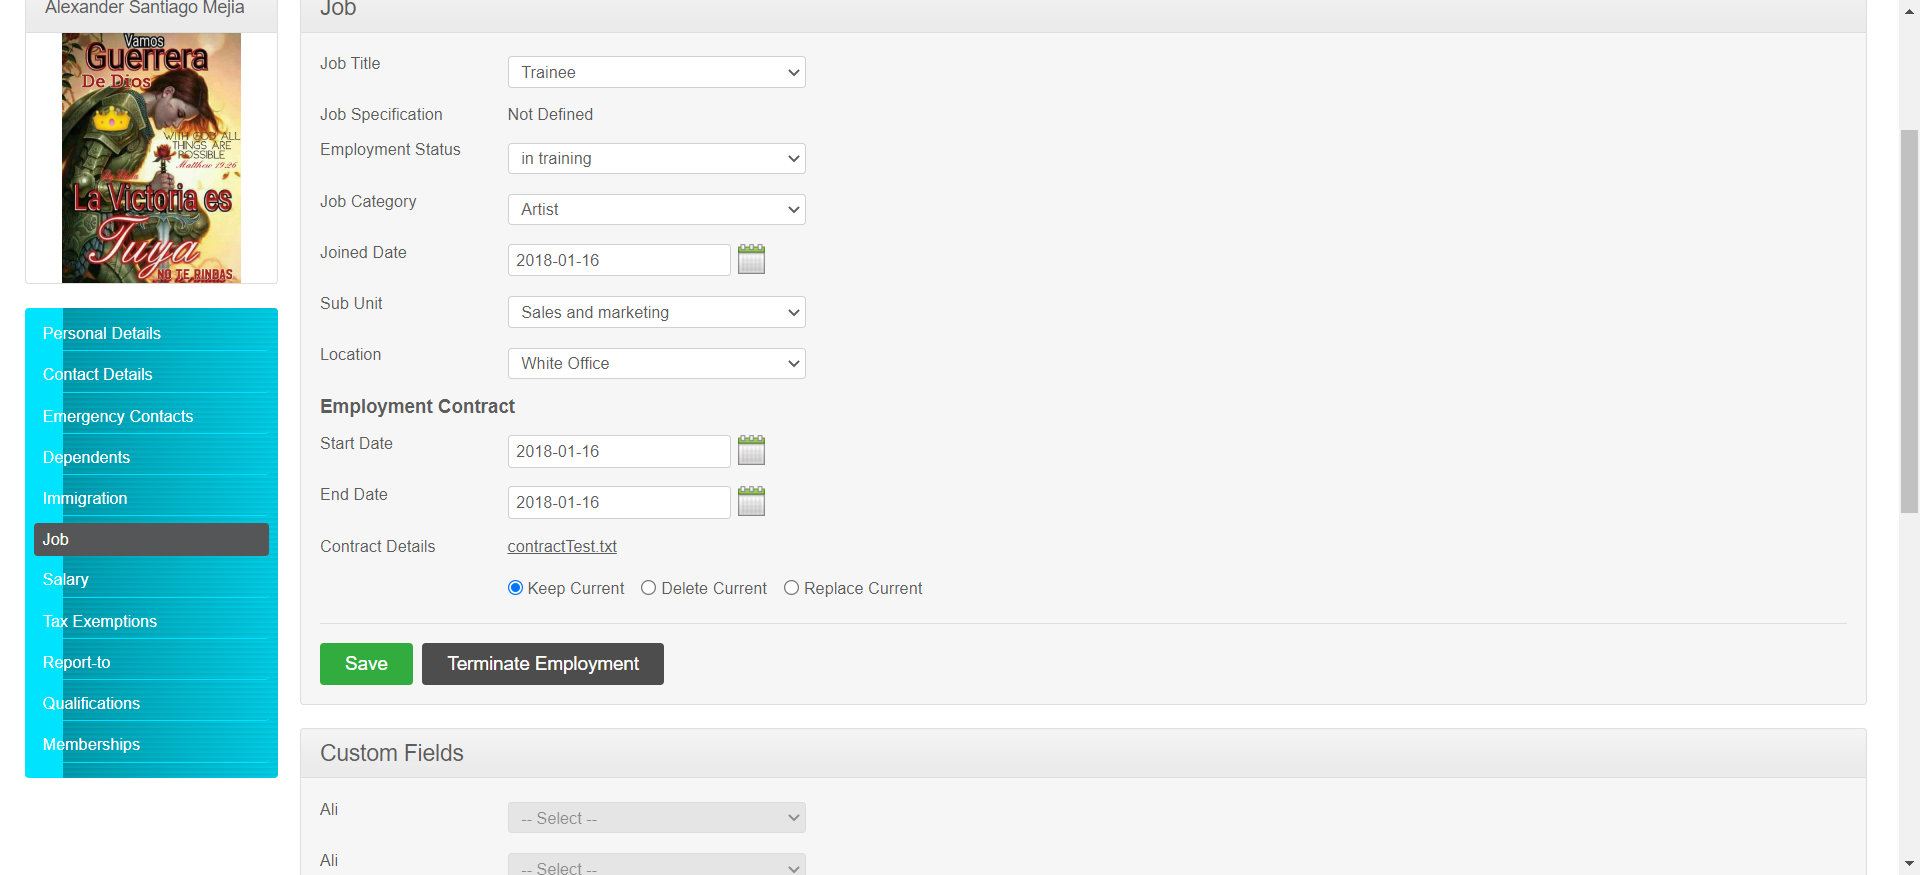 Alexander Santiago Mejia
Vamos
Guerrera
De Dios
WITH GOD ALL
THINGS ARE
POSSIBLE
Matthew 19:26
La Victoria es
Tuya
NO TE RINDAS
Personal Details
Contact Details
Emergency Contacts
Dependents
Immigration
Job
Salary
Tax Exemptions
Report-to
Qualifications
Memberships
Job
Job Title
Trainee
Job Specification
Not Defined
Employment Status
in training
Job Category
Artist
Joined Date
2018-01-16
Sub Unit
Sales and marketing
Location
White Office
Employment Contract
Start Date
2018-01-16
End Date
2018-01-16
Contract Details
contractTest.txt
Keep Current Delete Current Replace Current
Save Terminate Employment
Custom Fields
Ali
-- Select --
Ali
-- Select --